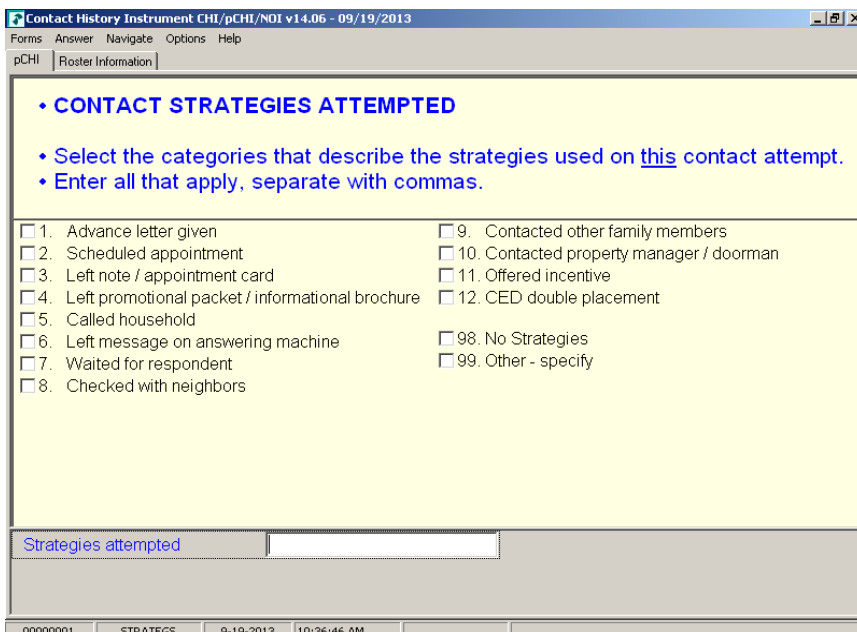 Contact History Instrument CHI/pCHI/NOI v14.06 - 09/19/2013
Forms Answer Navigate Options Help
pCHI Roster Information
• CONTACT STRATEGIES ATTEMPTED
• Select the categories that describe the strategies used on this contact attempt.
• Enter all that apply, separate with commas.
1. Advance letter given
2. Scheduled appointment
3. Left note / appointment card
4. Left promotional packet / informational brochure
5. Called household
6. Left message on answering machine
7. Waited for respondent
8. Checked with neighbors
9. Contacted other family members
10. Contacted property manager / doorman
11. Offered incentive
12. CED double placement
98. No Strategies
99. Other - specify
Strategies attempted
00000001 STRATEGS 9-19-2013 10:36:46 AM